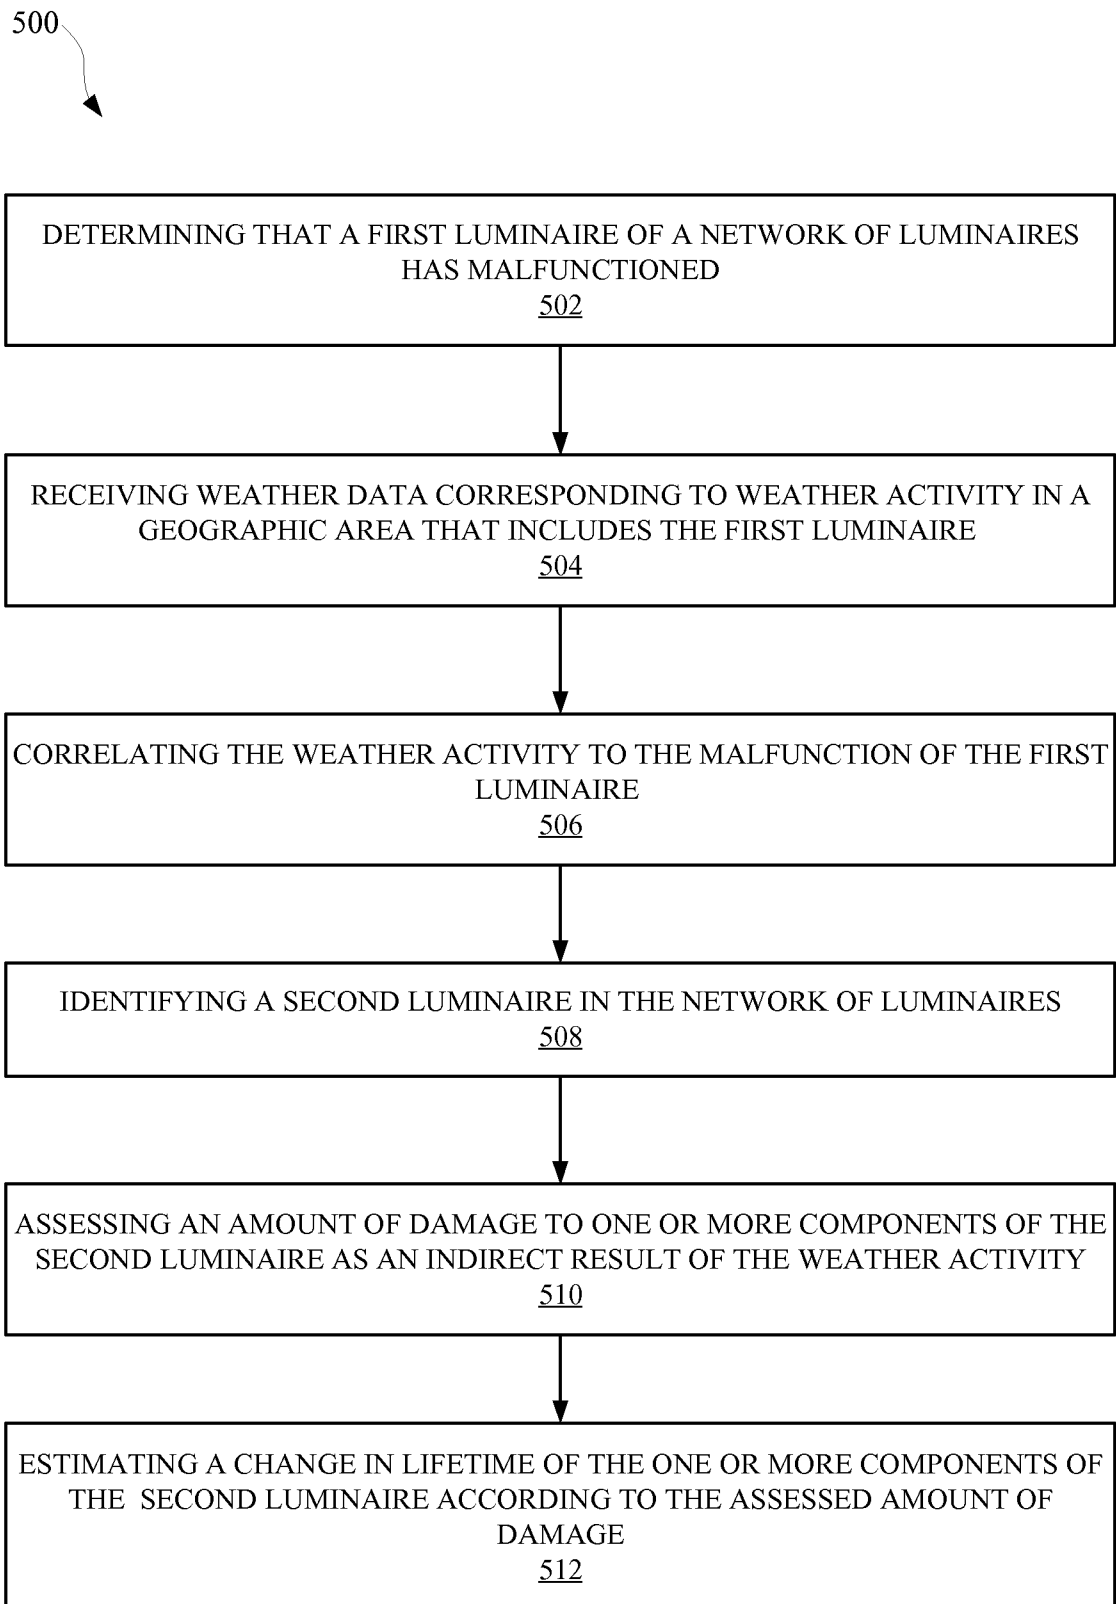 500
DETERMINING THAT A FIRST LUMINAIRE OF A NETWORK OF LUMINAIRES
HAS MALFUNCTIONED
502
RECEIVING WEATHER DATA CORRESPONDING TO WEATHER ACTIVITY IN A
GEOGRAPHIC AREA THAT INCLUDES THE FIRST LUMINAIRE
504
CORRELATING THE WEATHER ACTIVITY TO THE MALFUNCTION OF THE FIRST
LUMINAIRE
506
IDENTIFYING A SECOND LUMINAIRE IN THE NETWORK OF LUMINAIRES
508
ASSESSING AN AMOUNT OF DAMAGE TO ONE OR MORE COMPONENTS OF THE
SECOND LUMINAIRE AS AN INDIRECT RESULT OF THE WEATHER ACTIVITY
510
ESTIMATING A CHANGE IN LIFETIME OF THE ONE OR MORE COMPONENTS OF
THE SECOND LUMINAIRE ACCORDING TO THE ASSESSED AMOUNT OF
DAMAGE
512